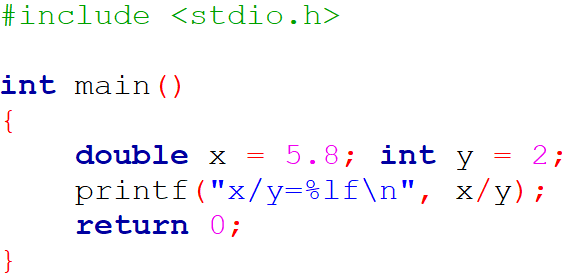 #include <stdio.h>
int main()
{
double x = 5.8; int y = 2;
printf("x/y=%lf\n", x/y);
return 0;
}